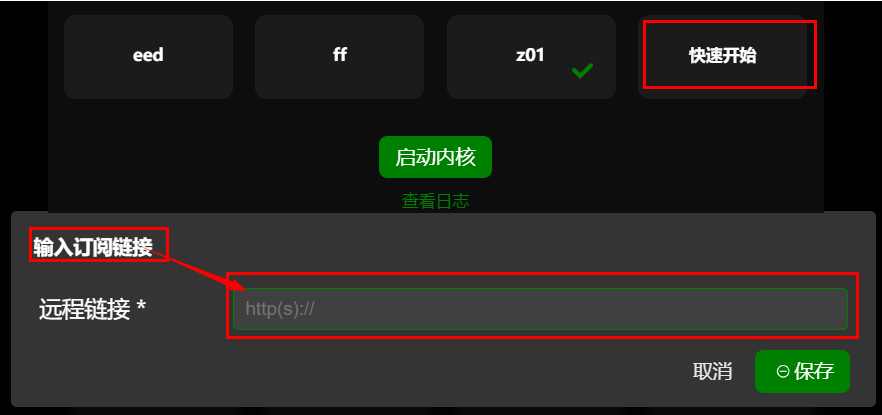 eed
ff
z01
快速开始
启动内核
查看日志
输入订阅链接
远程链接 *
http(s)://
取消
保存